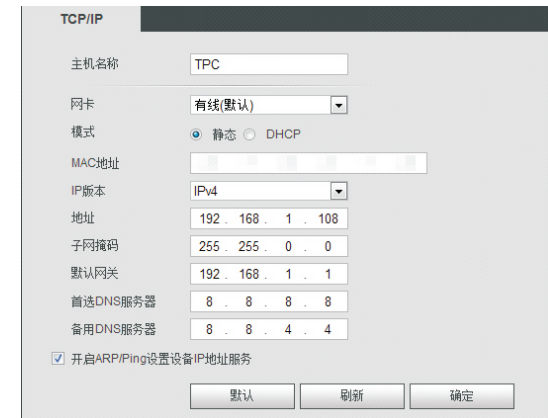 TCP/IP
主机名称 TPC
网卡 有线(默认)
模式 静态 DHCP
MAC地址
IP版本 IPv4
地址 192 . 168 . 1 . 108
子网掩码 255 . 255 . 0 . 0
默认网关 192 . 168 . 1 . 1
首选DNS服务器 8 . 8 . 8 . 8
备用DNS服务器 8 . 8 . 4 . 4
开启ARP/Ping设置设备IP地址服务
默认 刷新 确定